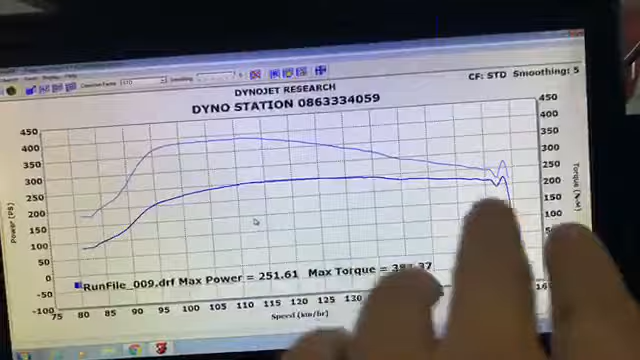 DYNOJET RESEARCH
CF: STD Smoothing: 5
DYNO STATION 0863334059
450 400 350 300 250 200 150 100 50 0 -50 -100
Power (PS)
450 400 350 300 250 200 150 100
RunFile_009.drf Max Power = 251.61 Max Torque =
75 80 85 90 95 100 105 110 115 120 125 130
Speed (km/hr)